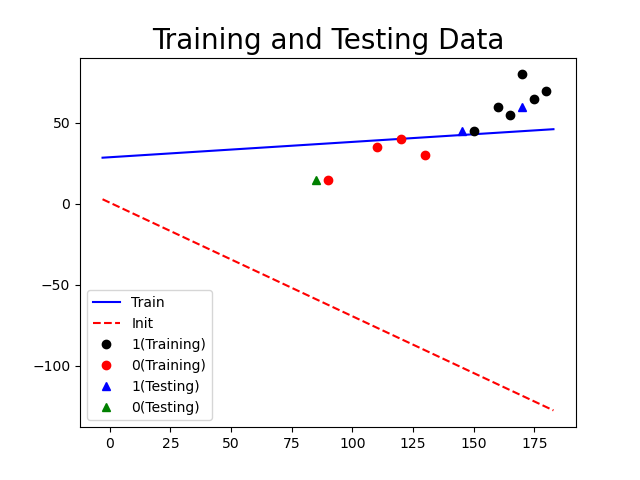 Training and Testing Data
50
0
−50
−100
Train
Init
1(Training)
0(Training)
1(Testing)
0(Testing)
0 25 50 75 100 125 150 175